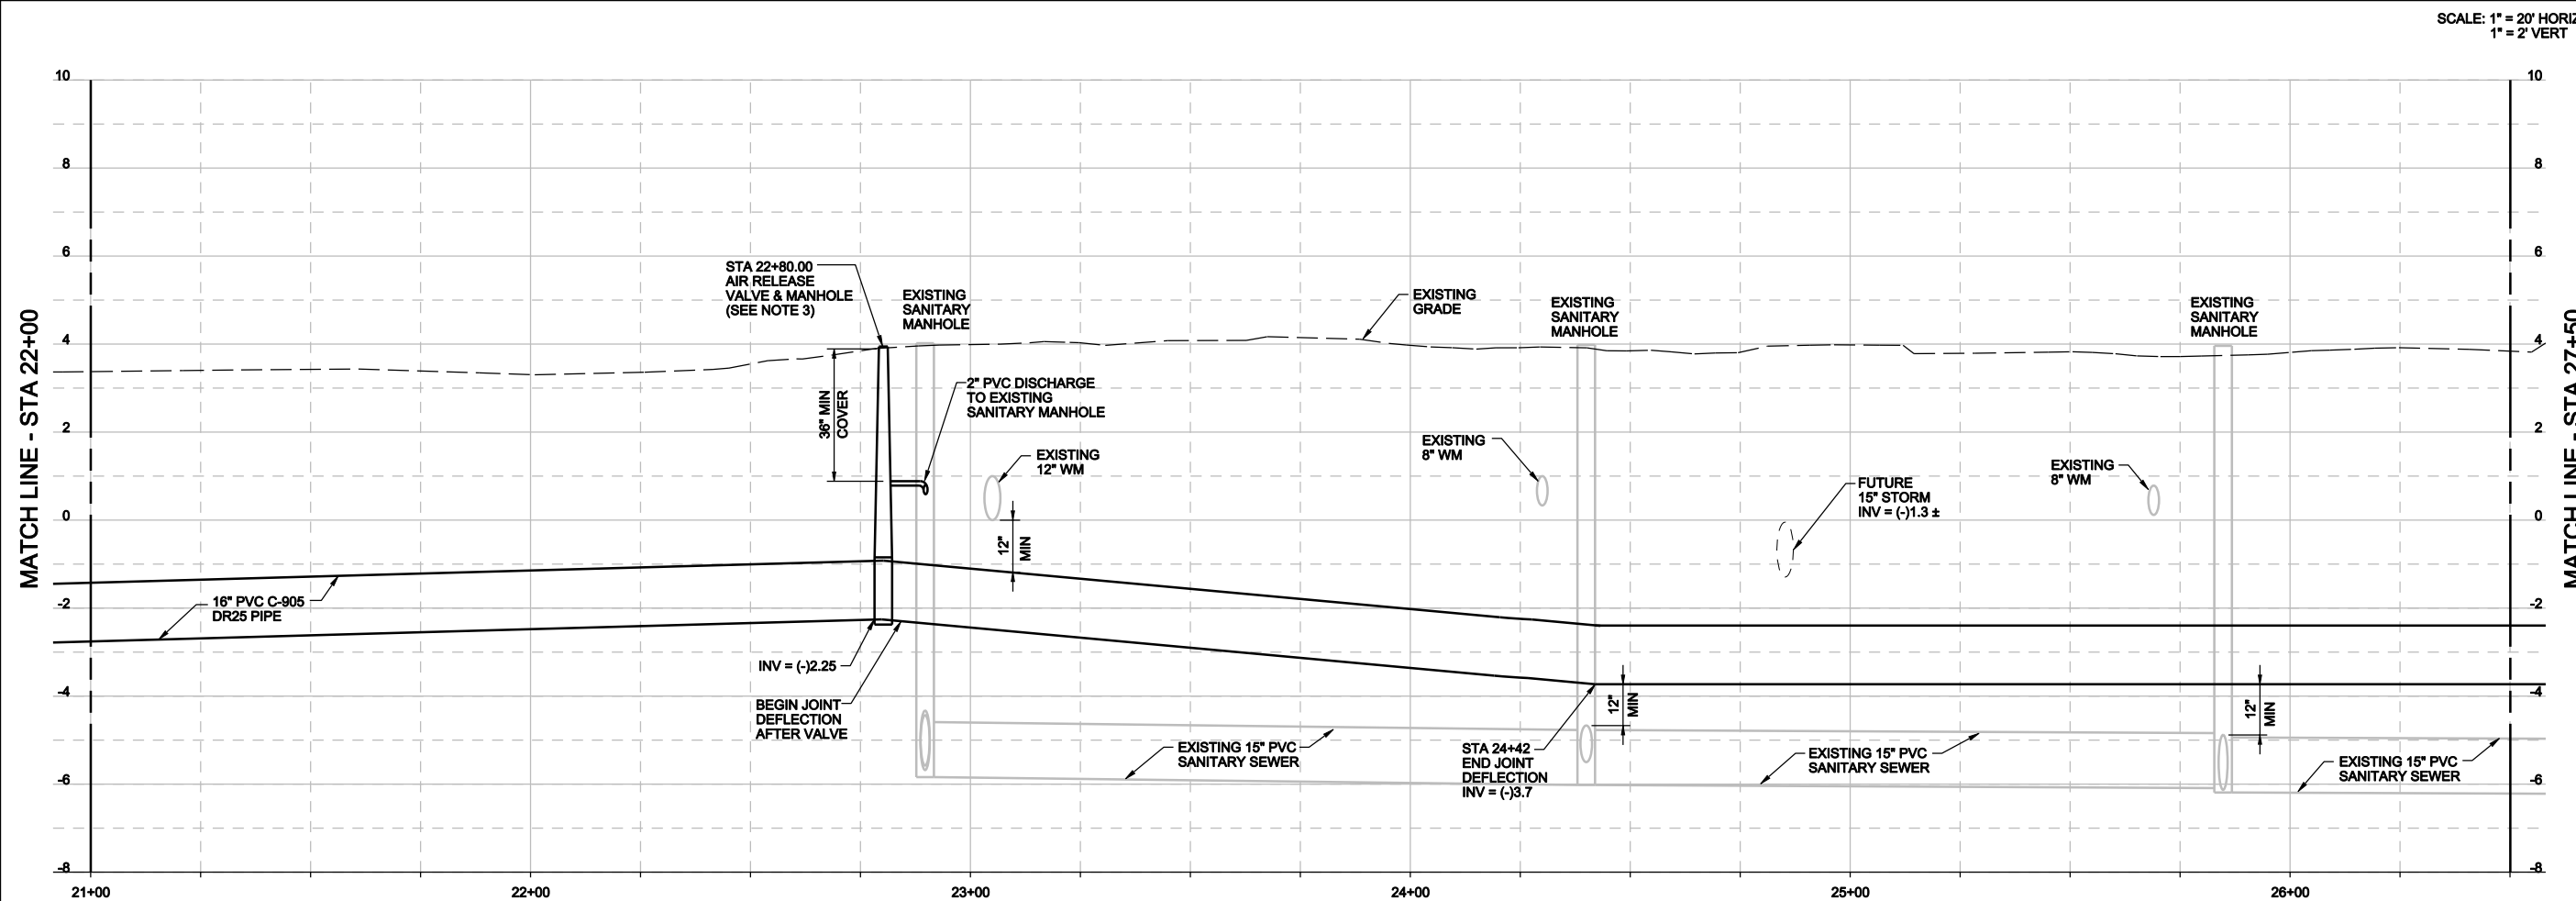 SCALE: 1" = 20' HORIZ
1" = 2' VERT
10
8
6
4
2
0
-2
-4
-6
-8
10
8
6
4
2
0
-2
-4
-6
-8
MATCH LINE - STA 22+00
MATCH LINE - STA 27+50
STA 22+80.00
AIR RELEASE
VALVE & MANHOLE
(SEE NOTE 3)
EXISTING
SANITARY
MANHOLE
EXISTING
GRADE
EXISTING
SANITARY
MANHOLE
EXISTING
SANITARY
MANHOLE
36" MIN
COVER
2" PVC DISCHARGE
TO EXISTING
SANITARY MANHOLE
EXISTING
12" WM
EXISTING
8" WM
FUTURE
15" STORM
INV = (-)1.3 ±
EXISTING
8" WM
12"
MIN
16" PVC C-905
DR25 PIPE
INV = (-)2.25
BEGIN JOINT
DEFLECTION
AFTER VALVE
EXISTING 15" PVC
SANITARY SEWER
STA 24+42
END JOINT
DEFLECTION
INV = (-)3.7
12"
MIN
EXISTING 15" PVC
SANITARY SEWER
12"
MIN
EXISTING 15" PVC
SANITARY SEWER
21+00
22+00
23+00
24+00
25+00
26+00